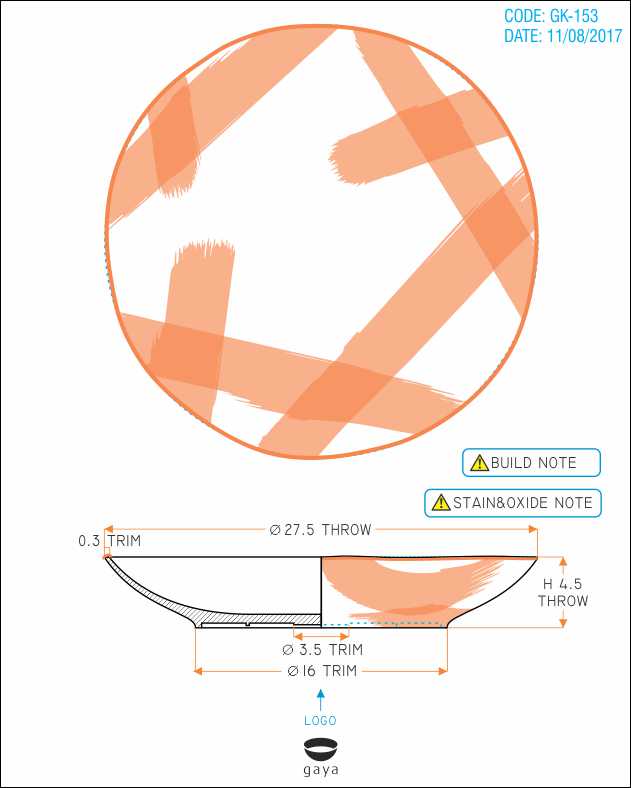 CODE: GK-153
DATE: 11/08/2017
BUILD NOTE
STAIN&OXIDE NOTE
Ø 27.5 THROW
0.3 TRIM
H 4.5
THROW
Ø 3.5 TRIM
Ø 16 TRIM
LOGO
gaya